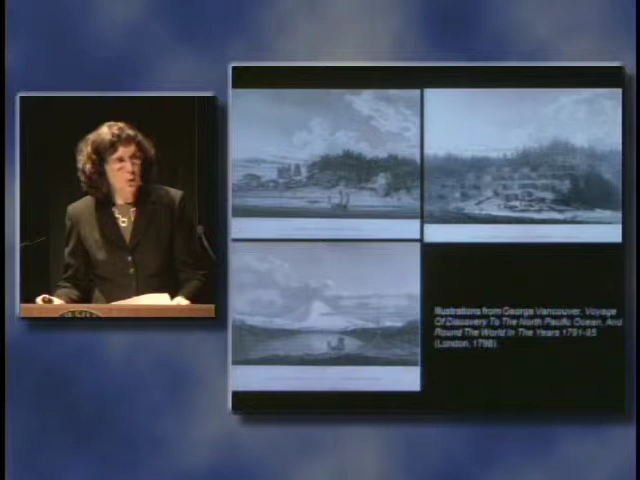 Illustrations from George Vancouver, Voyage
Of Discovery To The North Pacific Ocean, And
Round The World In The Years 1791-95
(London, 1798).